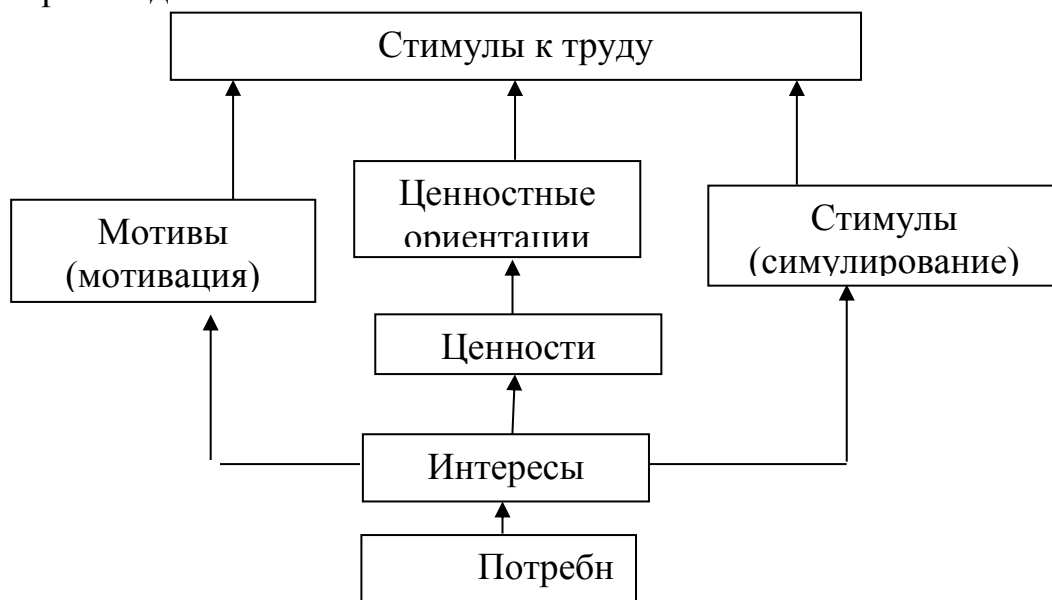 Стимулы к труду
Ценностные
ориентации
Мотивы
(мотивация)
Стимулы
(симулирование)
Ценности
Интересы
Потребн